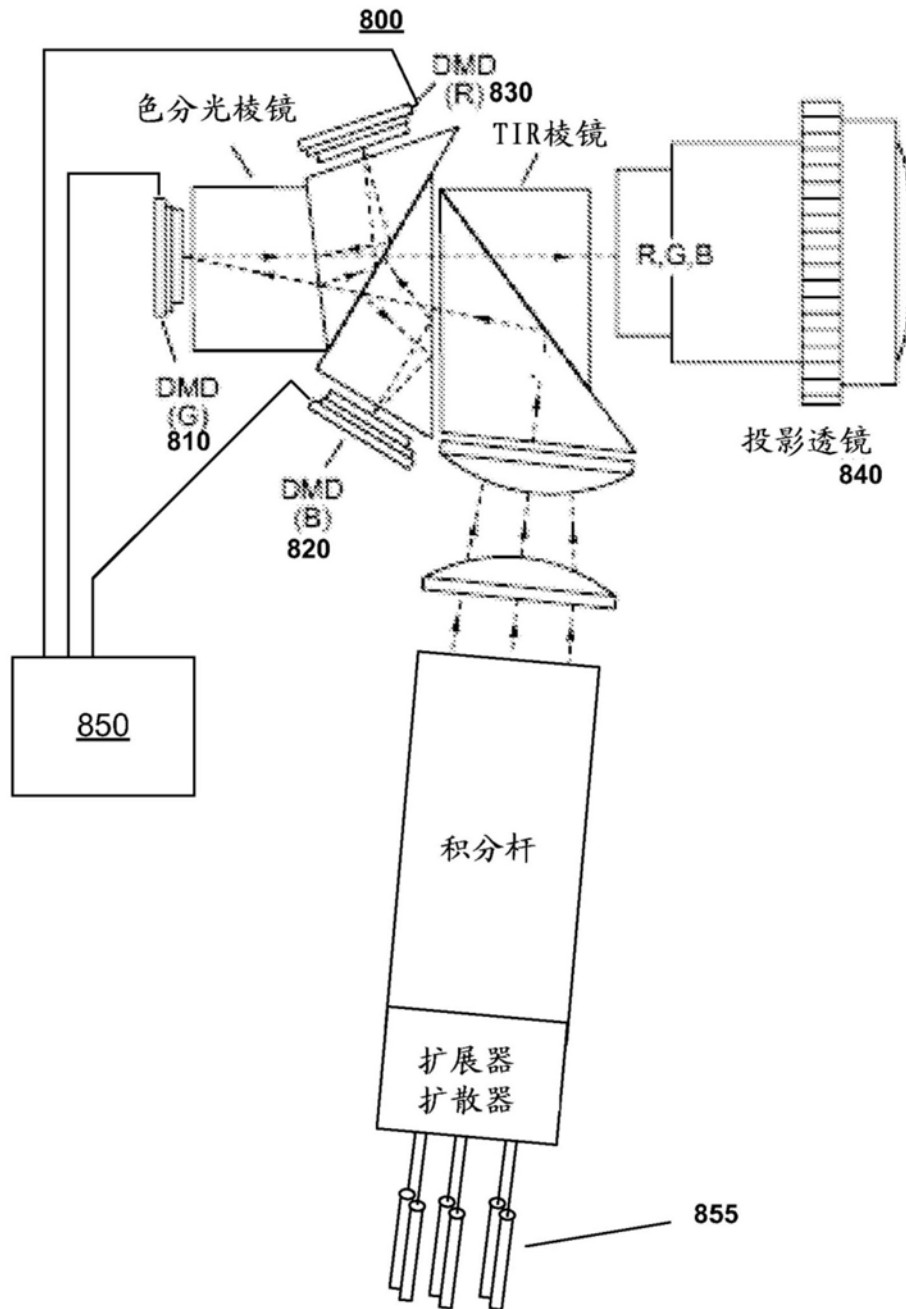 800
DMD
(R) 830
色分光棱镜
TIR棱镜
R,G,B
DMD
(G)
810
DMD
(B)
820
投影透镜
840
850
积分杆
扩展器
扩散器
855